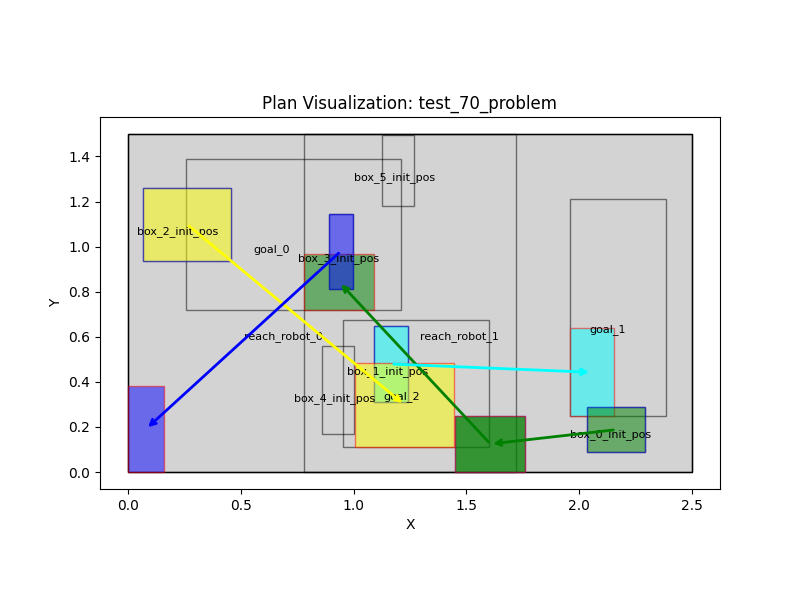 Plan Visualization: test_70_problem
box_5_init_pos
box_2_init_pos
goal_0
box_3_init_pos
reach_robot_0
reach_robot_1
goal_1
box_1_init_pos
box_4_init_pos
goal_2
box_0_init_pos
0.0
0.2
0.4
0.6
0.8
1.0
1.2
1.4
Y
0.0
0.5
1.0
1.5
2.0
2.5
X